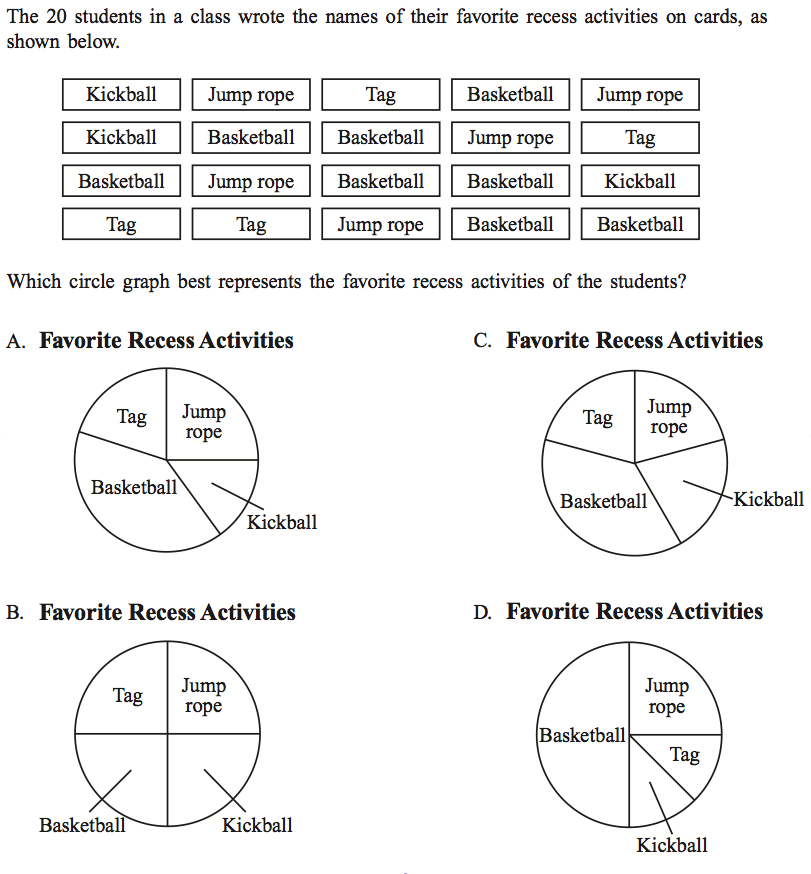 The 20 students in a class wrote the names of their favorite recess activities on cards, as
shown below.
Kickball Jump rope Tag Basketball Jump rope
Kickball Basketball Basketball Jump rope Tag
Basketball Jump rope Basketball Basketball Kickball
Tag Tag Jump rope Basketball Basketball
Which circle graph best represents the favorite recess activities of the students?
A. Favorite Recess Activities
Tag
Jump
rope
Basketball
Kickball
C. Favorite Recess Activities
Tag
Jump
rope
Basketball
Kickball
B. Favorite Recess Activities
Tag
Jump
rope
Basketball
Kickball
D. Favorite Recess Activities
Jump
rope
Basketball
Tag
Kickball